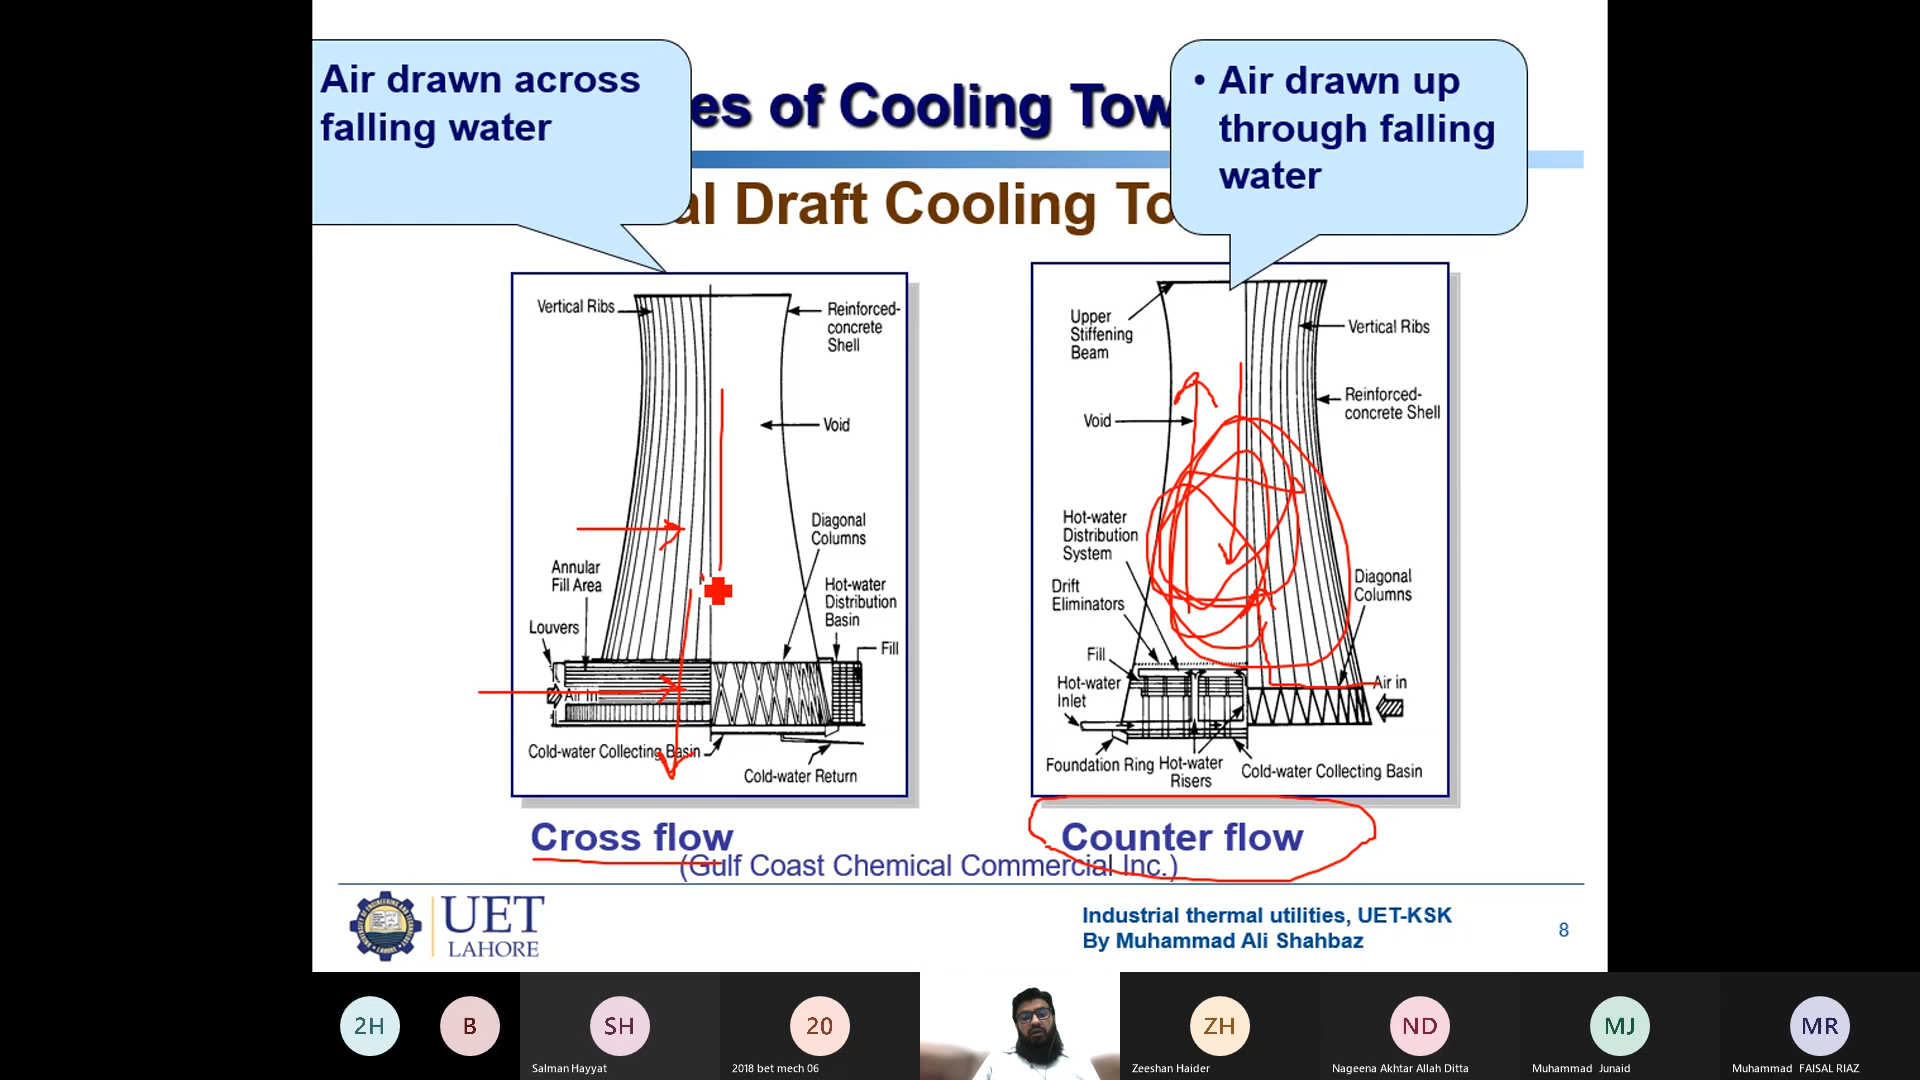 Air drawn across
falling water
es of Cooling Tow
• Air drawn up
through falling
water
al Draft Cooling To
Vertical Ribs
Reinforced-
concrete
Shell
Void
Diagonal
Columns
Annular
Fill Area
Hot-water
Distribution
Basin
Louvers
Fill
Air in
Cold-water Collecting Basin
Cold-water Return
Upper
Stiffening
Beam
Vertical Ribs
Reinforced-
concrete Shell
Void
Hot-water
Distribution
System
Drift
Eliminators
Diagonal
Columns
Fill
Hot-water
Inlet
Air in
Foundation Ring
Hot-water
Risers
Cold-water Collecting Basin
Cross flow
Counter flow
(Gulf Coast Chemical Commercial Inc.)
UET
LAHORE
Industrial thermal utilities, UET-KSK
By Muhammad Ali Shahbaz
8
2H
B
SH
Salman Hayyat
20
2018 bet mech 06
ZH
Zeeshan Haider
ND
Nageena Akhtar Allah Ditta
MJ
Muhammad Junaid
MR
Muhammad FAISAL RIAZ